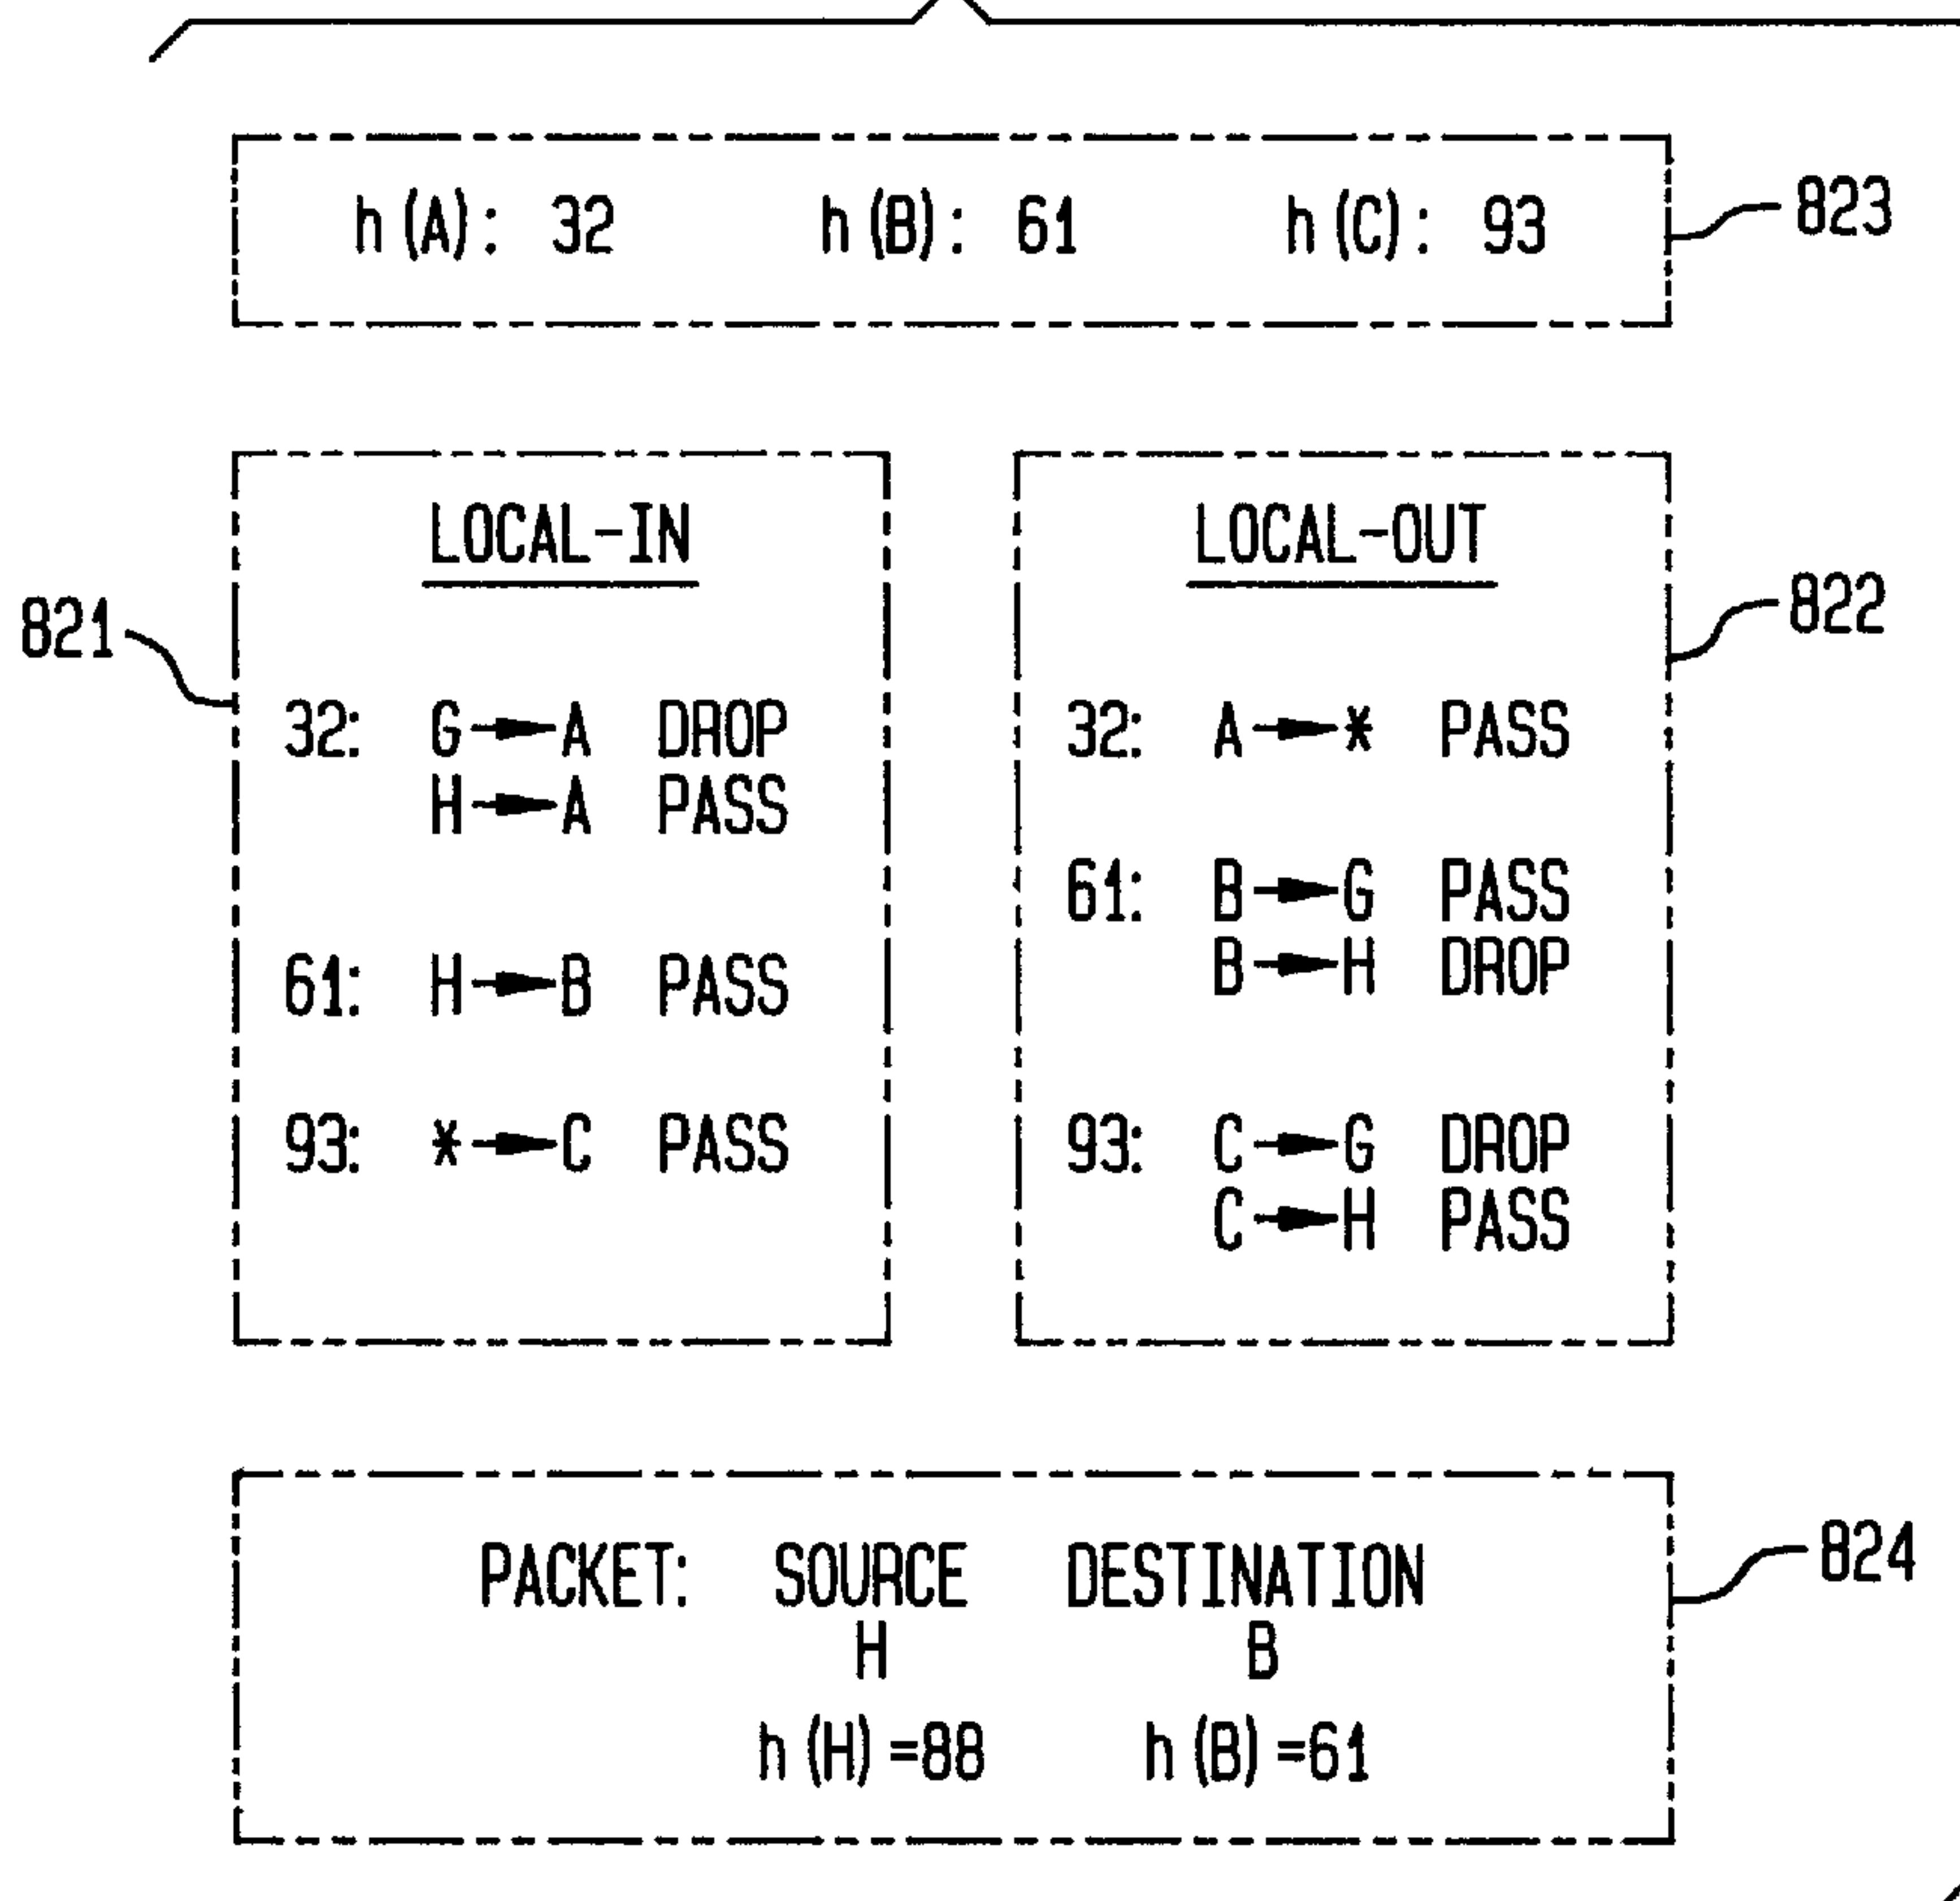 h(A): 32 h(B): 61 h(C): 93
823
LOCAL-IN
821
32: G→A DROP
H→A PASS
61: H→B PASS
93: *→C PASS
LOCAL-OUT
822
32: A→* PASS
61: B→G PASS
B→H DROP
93: C→G DROP
C→H PASS
PACKET: SOURCE DESTINATION
824
H B
h(H)=88 h(B)=61